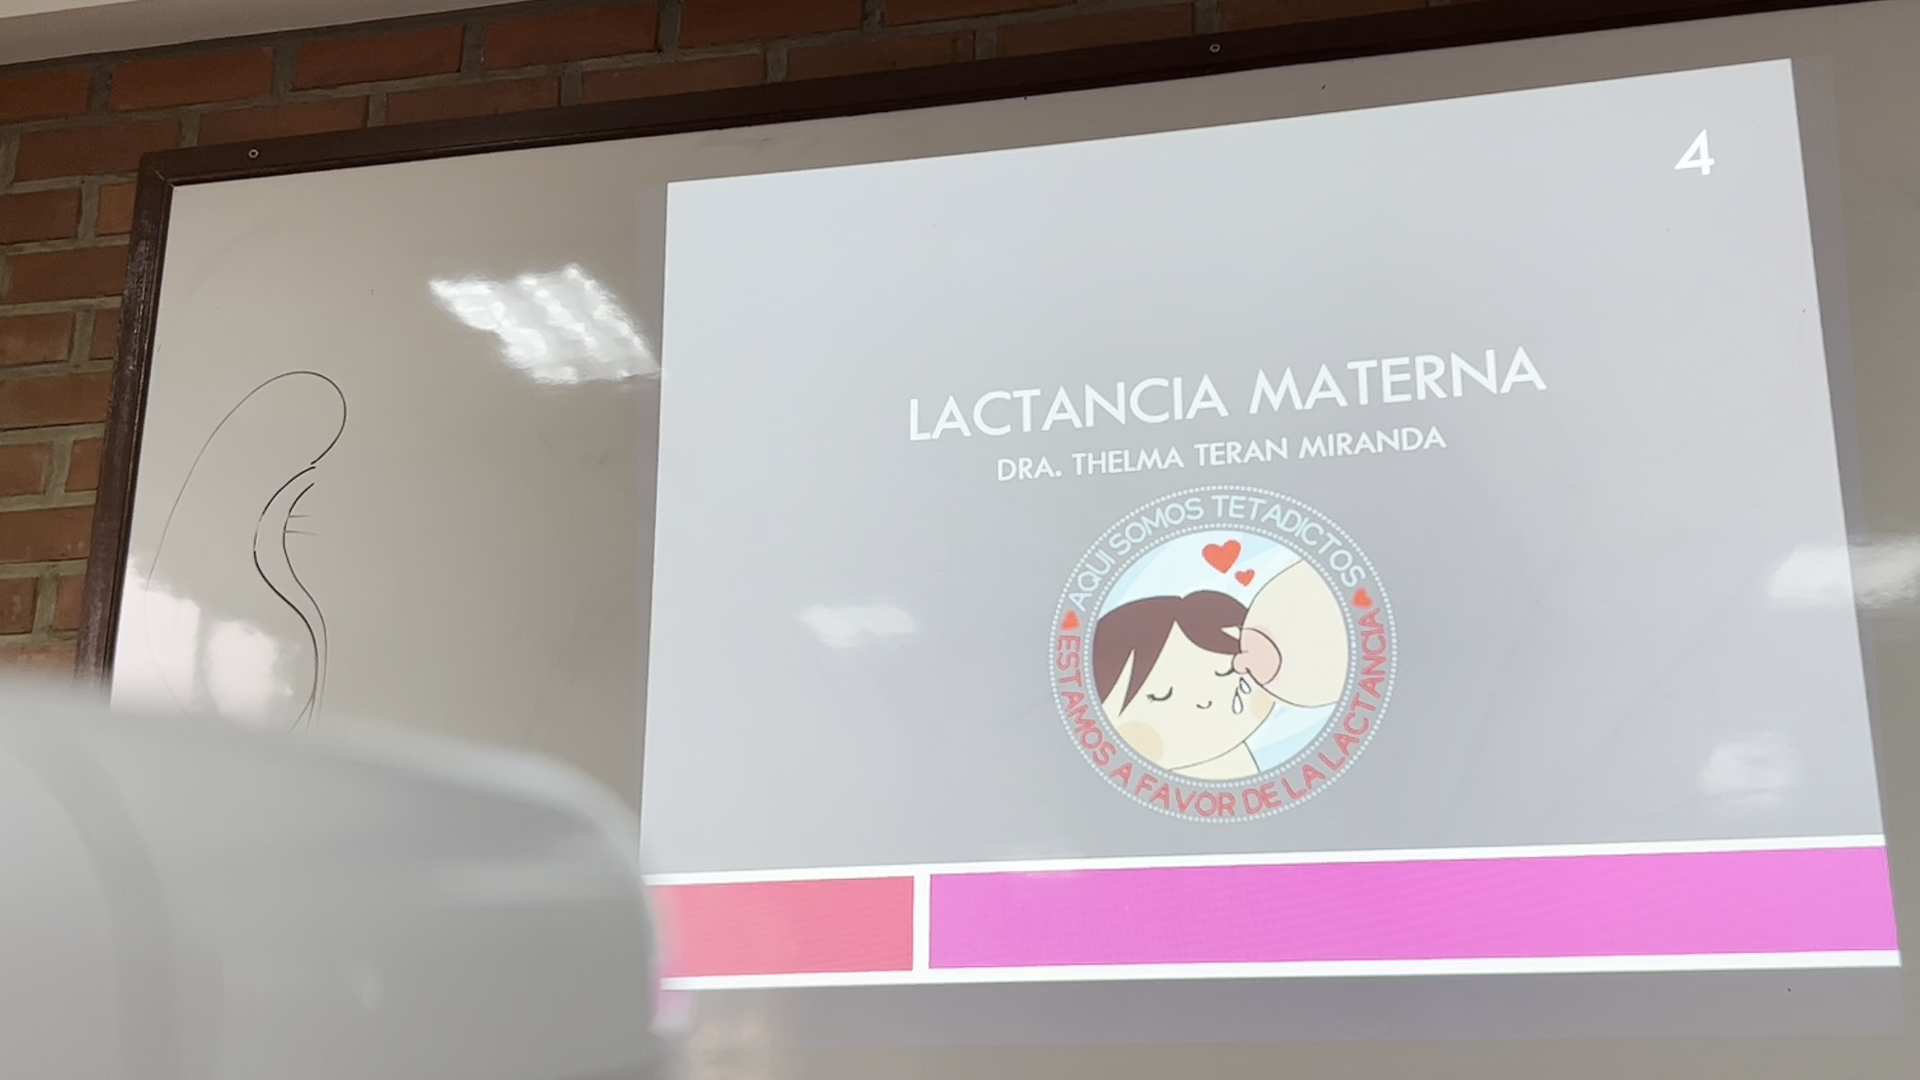 4
LACTANCIA MATERNA
DRA. THELMA TERAN MIRANDA
AQUI SOMOS TETADICTOS
ESTAMOS A FAVOR DE LA LACTANCIA